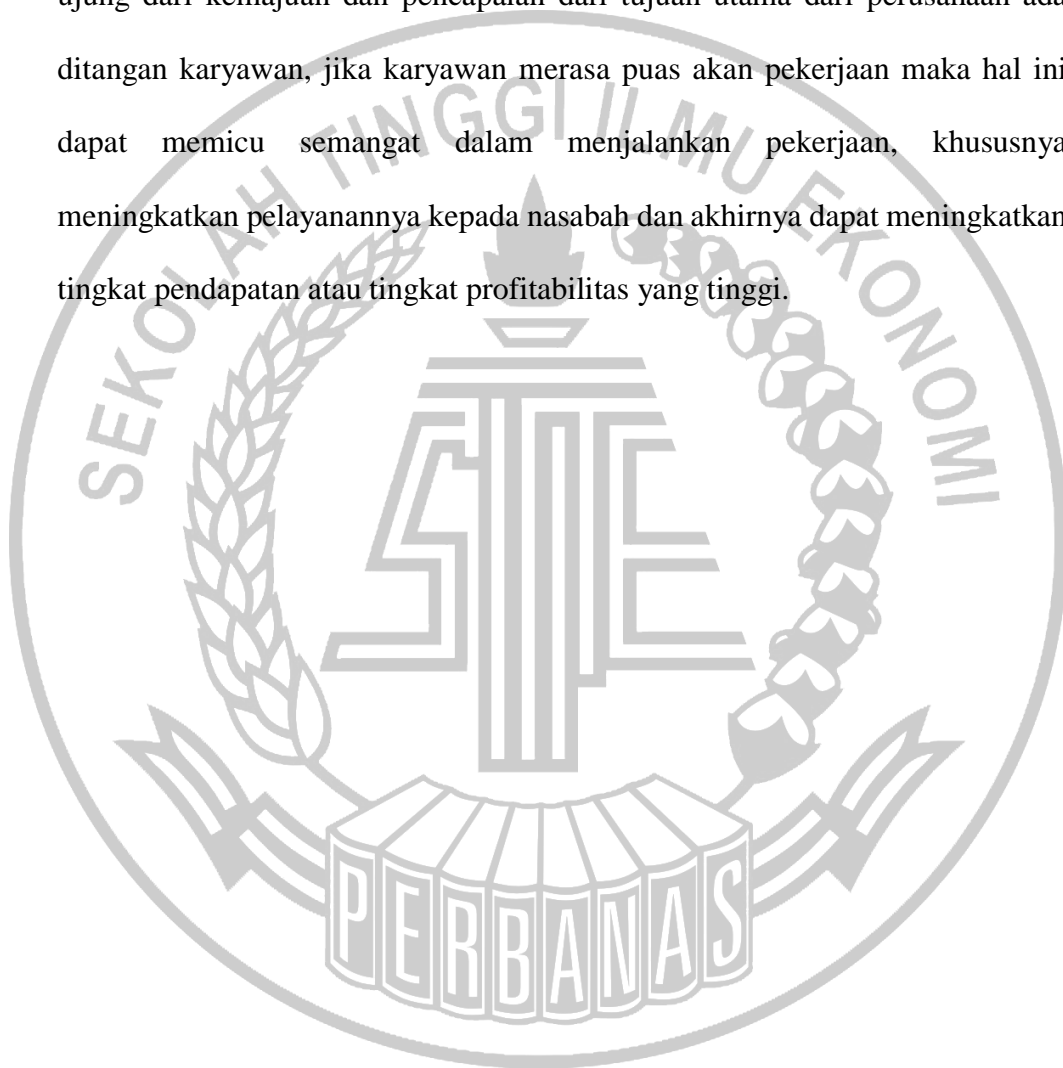 ujung dari kemajuan dan pencapaian dari tujuan utama dari perusahaan ada
ditangan karyawan, jika karyawan merasa puas akan pekerjaan maka hal ini
dapat memicu semangat dalam menjalankan pekerjaan, khususnya
meningkatkan pelayanannya kepada nasabah dan akhirnya dapat meningkatkan
tingkat pendapatan atau tingkat profitabilitas yang tinggi.
SEKOLAH TINGGI ILMU EKONOMI
STIE
PERBANAS